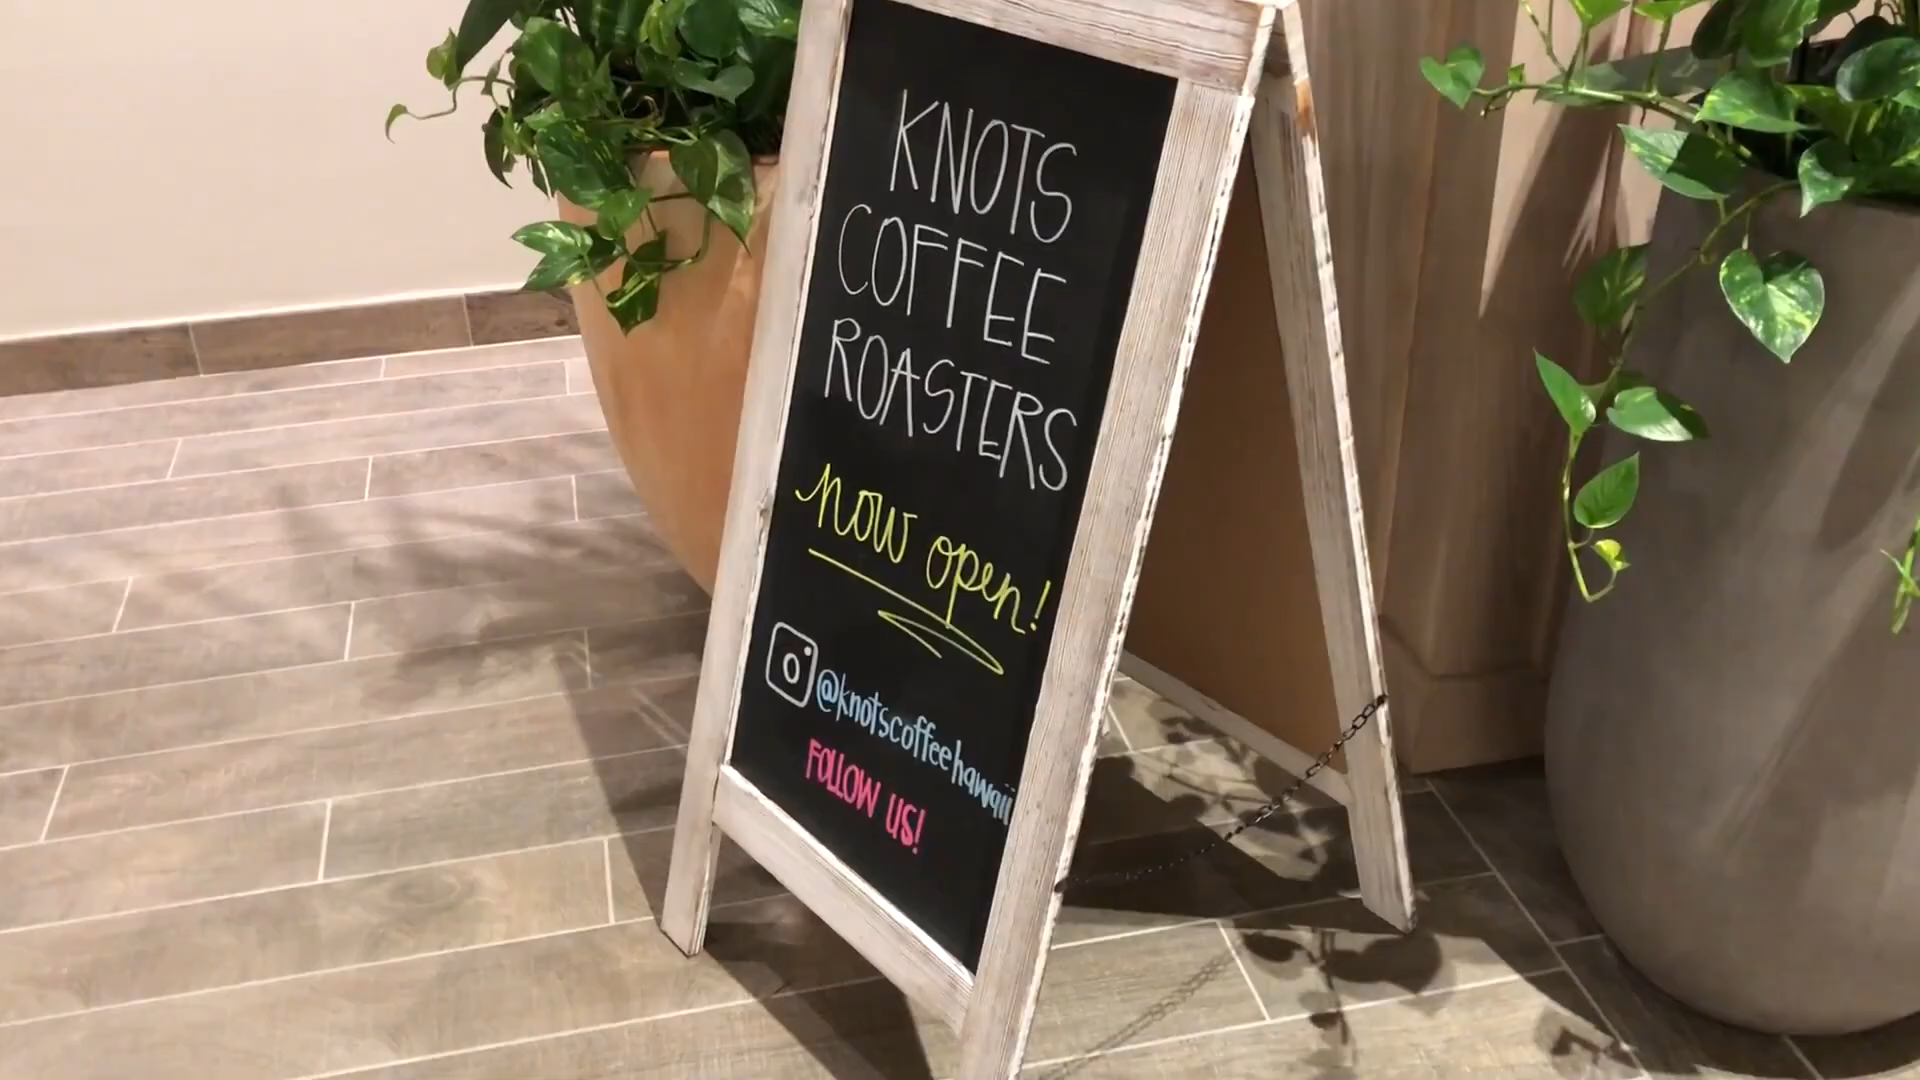 KNOTS
COFFEE
ROASTERS
now open!
@knotscoffeehawaii
FOLLOW US!